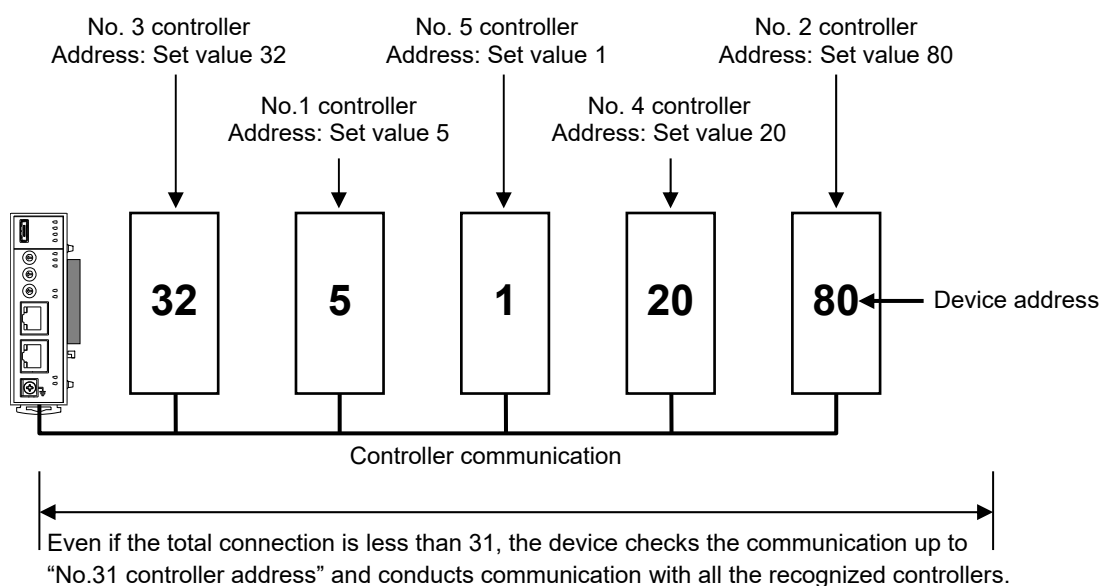 No. 3 controller
Address: Set value 32
No. 5 controller
Address: Set value 1
No. 2 controller
Address: Set value 80
No.1 controller
Address: Set value 5
No. 4 controller
Address: Set value 20
32
5
1
20
80
Device address
Controller communication
Even if the total connection is less than 31, the device checks the communication up to
“No.31 controller address” and conducts communication with all the recognized controllers.